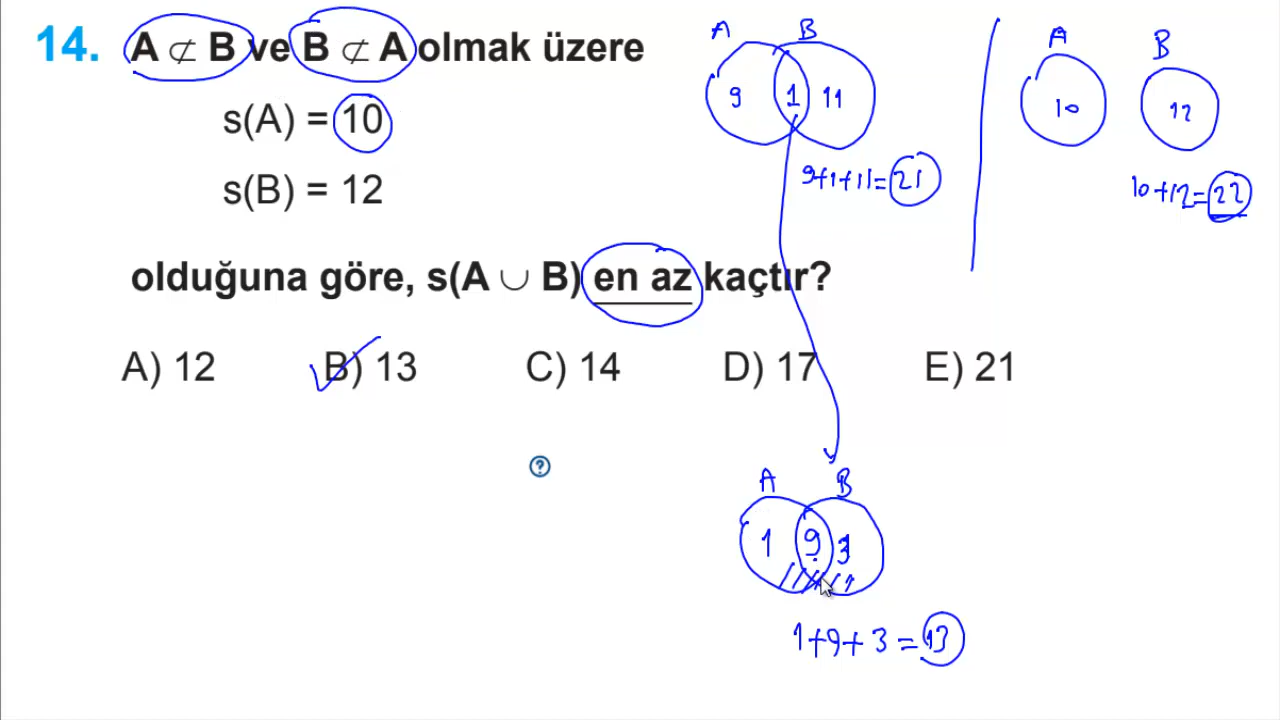 14. A ⊄ B ve B ⊄ A olmak üzere
s(A) = 10
s(B) = 12
olduğuna göre, s(A ∪ B) en az kaçtır?
A) 12 B) 13 C) 14 D) 17 E) 21
A B
9 1 11
9+1+11=21
A B
10 12
10+12=22
?
A B
1 9 3
1+9+3=13